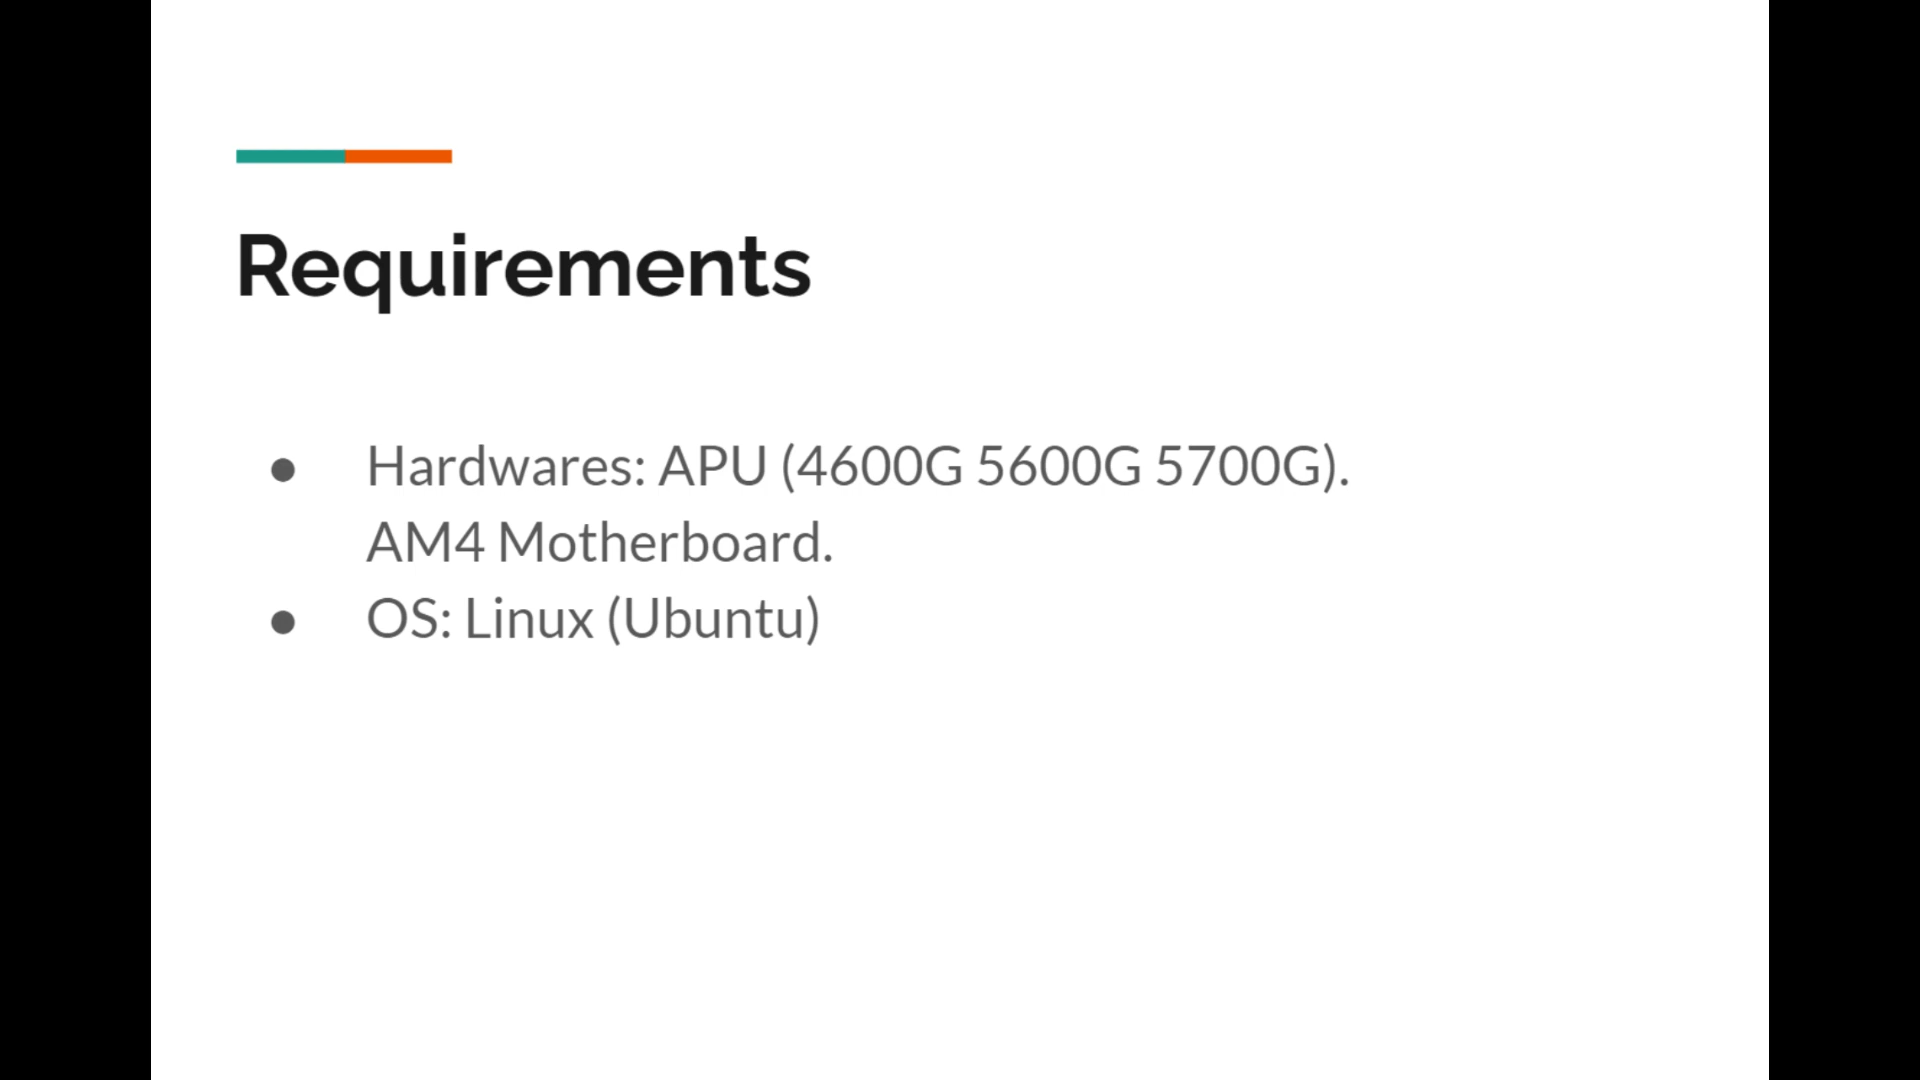 Requirements
● Hardwares: APU (4600G 5600G 5700G).
AM4 Motherboard.
● OS: Linux (Ubuntu)